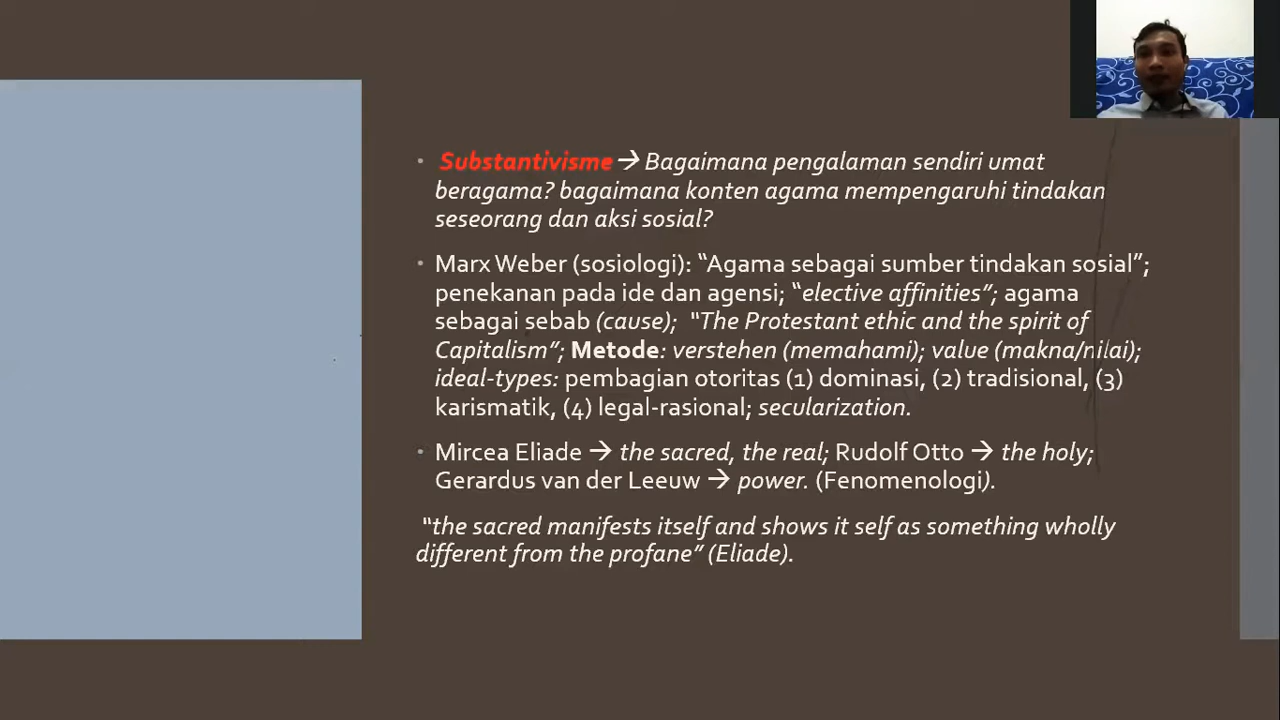 • Substantivisme → Bagaimana pengalaman sendiri umat
beragama? bagaimana konten agama mempengaruhi tindakan
seseorang dan aksi sosial?
• Marx Weber (sosiologi): “Agama sebagai sumber tindakan sosial”;
penekanan pada ide dan agensi; “elective affinities”; agama
sebagai sebab (cause); “The Protestant ethic and the spirit of
Capitalism”; Metode: verstehen (memahami); value (makna/nilai);
ideal-types: pembagian otoritas (1) dominasi, (2) tradisional, (3)
karismatik, (4) legal-rasional; secularization.
• Mircea Eliade → the sacred, the real; Rudolf Otto → the holy;
Gerardus van der Leeuw → power. (Fenomenologi).
“the sacred manifests itself and shows it self as something wholly
different from the profane” (Eliade).